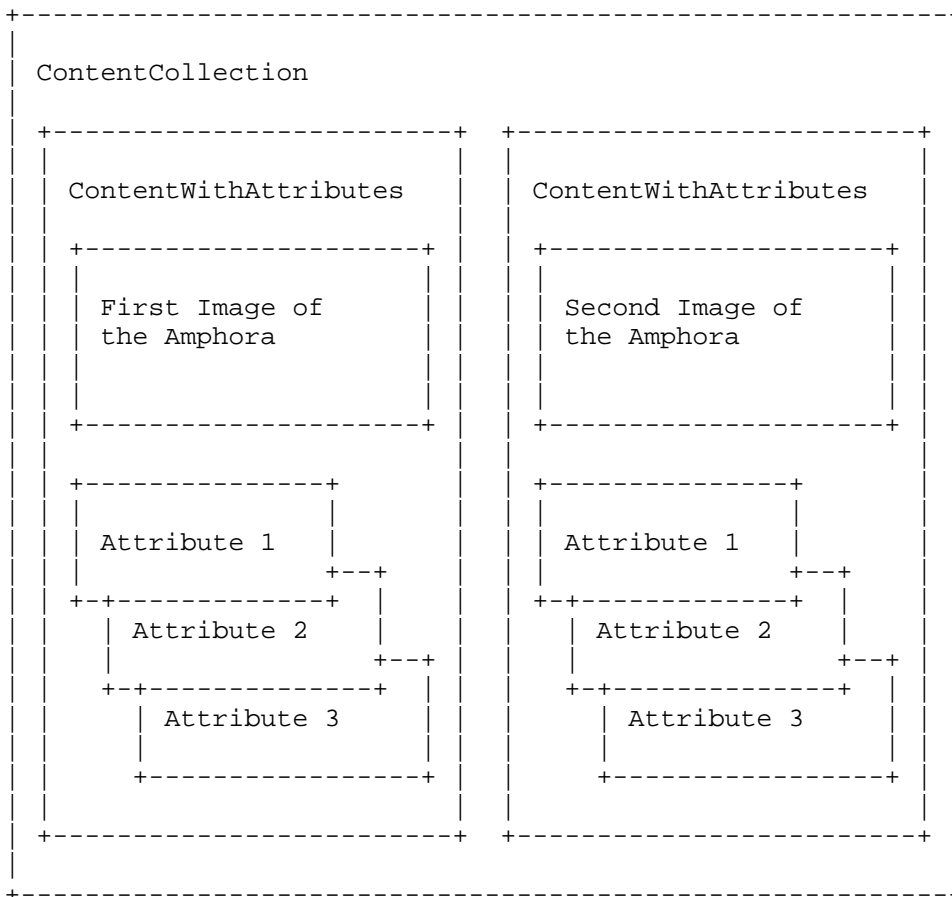 ContentCollection
ContentWithAttributes
First Image of
the Amphora
Attribute 1
Attribute 2
Attribute 3
ContentWithAttributes
Second Image of
the Amphora
Attribute 1
Attribute 2
Attribute 3